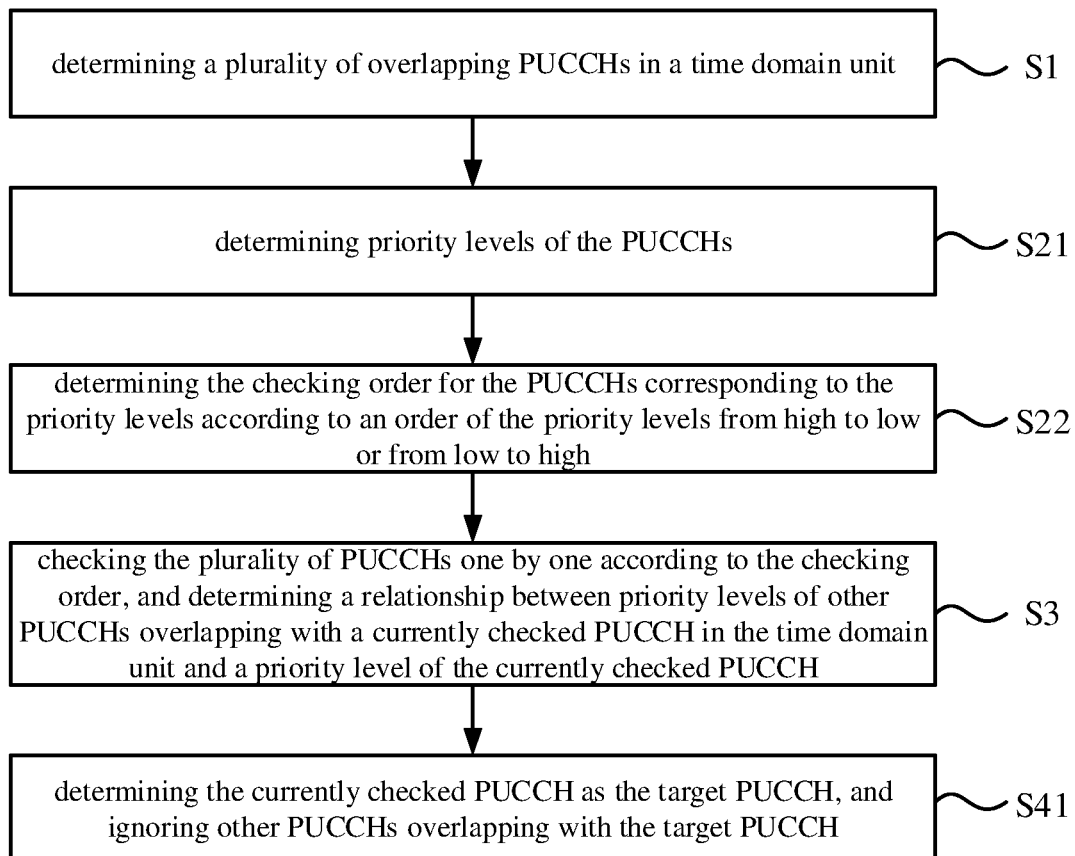 determining a plurality of overlapping PUCCHs in a time domain unit
S1
determining priority levels of the PUCCHs
S21
determining the checking order for the PUCCHs corresponding to the
priority levels according to an order of the priority levels from high to low
or from low to high
S22
checking the plurality of PUCCHs one by one according to the checking
order, and determining a relationship between priority levels of other
PUCCHs overlapping with a currently checked PUCCH in the time domain
unit and a priority level of the currently checked PUCCH
S3
determining the currently checked PUCCH as the target PUCCH, and
ignoring other PUCCHs overlapping with the target PUCCH
S41